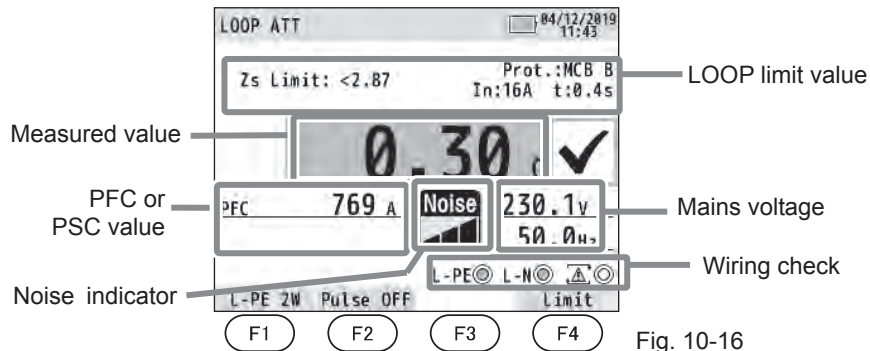 LOOP ATT
04/12/2019
11:43
Zs Limit: <2.87
Prot.:MCB B
In:16A t:0.4s
LOOP limit value
Measured value
0.30
PFC or
PSC value
PFC 769 A
Noise
230.1V
50.0Hz
Mains voltage
L-PE L-N
Wiring check
Noise indicator
L-PE 2W Pulse OFF Limit
F1 F2 F3 F4
Fig. 10-16